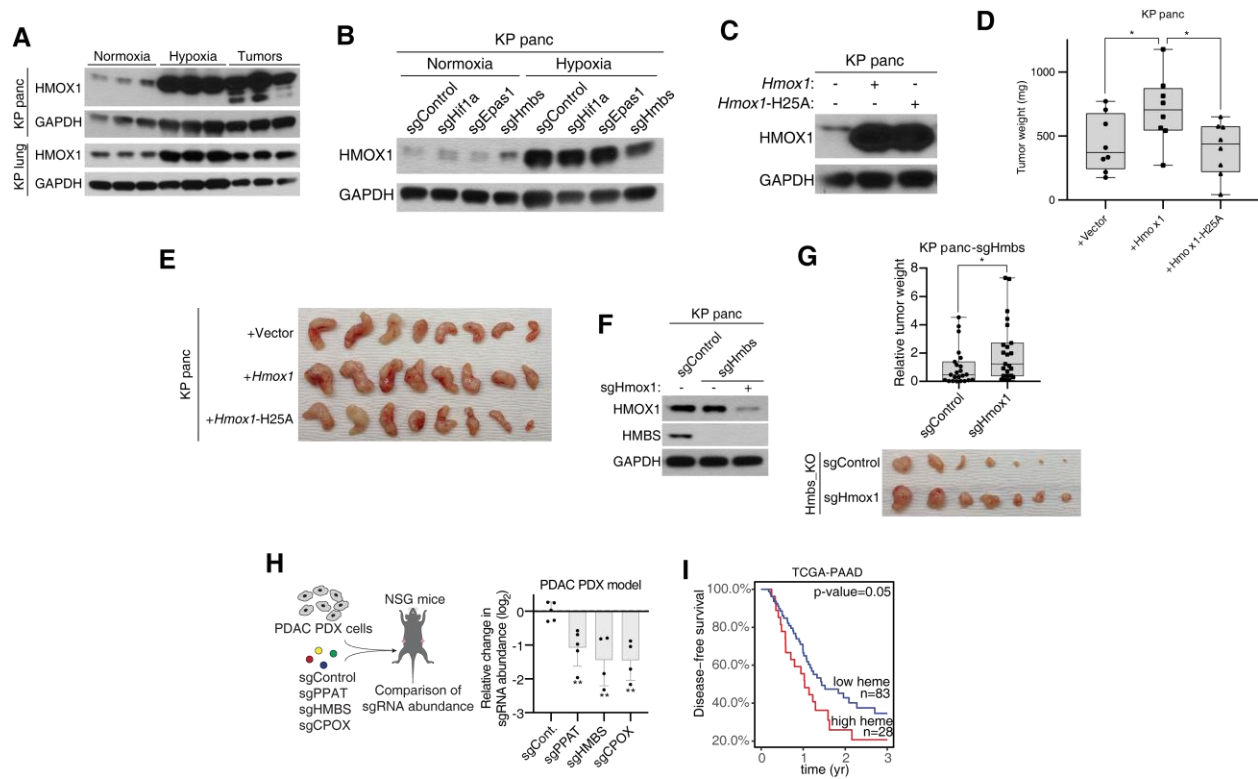 A
Normoxia Hypoxia Tumors
KP panc
HMOX1
GAPDH
KP lung
HMOX1
GAPDH
B
KP panc
Normoxia Hypoxia
sgControl sgHif1a sgEpas1 sgHmbs sgControl sgHif1a sgEpas1 sgHmbs
HMOX1
GAPDH
C
KP panc
Hmox1: - + -
Hmox1-H25A: - - +
HMOX1
GAPDH
D
KP panc
* *
Tumor weight (mg)
1000
500
0
+Vector +Hmo x1 +Hmo x1-H25A
E
KP panc
+Vector
+Hmox1
+Hmox1-H25A
F
KP panc
sgControl sgHmbs
sgHmox1: - - +
HMOX1
HMBS
GAPDH
G
KP panc-sgHmbs
*
Relative tumor weight
8
6
4
2
0
sgControl sgHmox1
Hmbs_KO
sgControl
sgHmox1
H
PDAC PDX cells
NSG mice
sgControl
sgPPAT
sgHMBS
sgCPOX
Comparison of
sgRNA abundance
PDAC PDX model
Relative change in
sgRNA abundance (log2)
0
-1
-2
-3
** ** **
sgCont. sgPPAT sgHMBS sgCPOX
I
TCGA-PAAD
p-value=0.05
Disease-free survival
100.0%
80.0%
60.0%
40.0%
20.0%
low heme
n=83
high heme
n=28
0 1 2 3
time (yr)